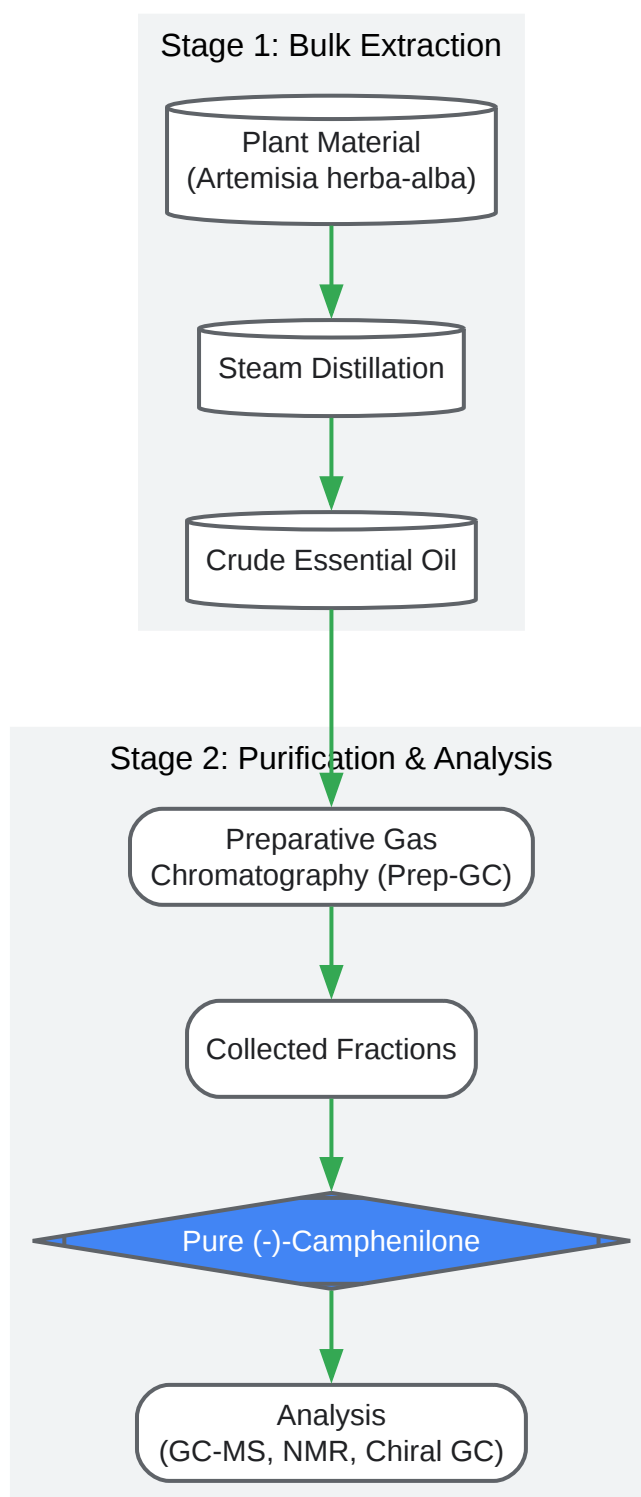 Stage 1: Bulk Extraction
Plant Material
(Artemisia herba-alba)
Steam Distillation
Crude Essential Oil
Stage 2: Purification & Analysis
Preparative Gas
Chromatography (Prep-GC)
Collected Fractions
Pure (-)-Camphenilone
Analysis
(GC-MS, NMR, Chiral GC)